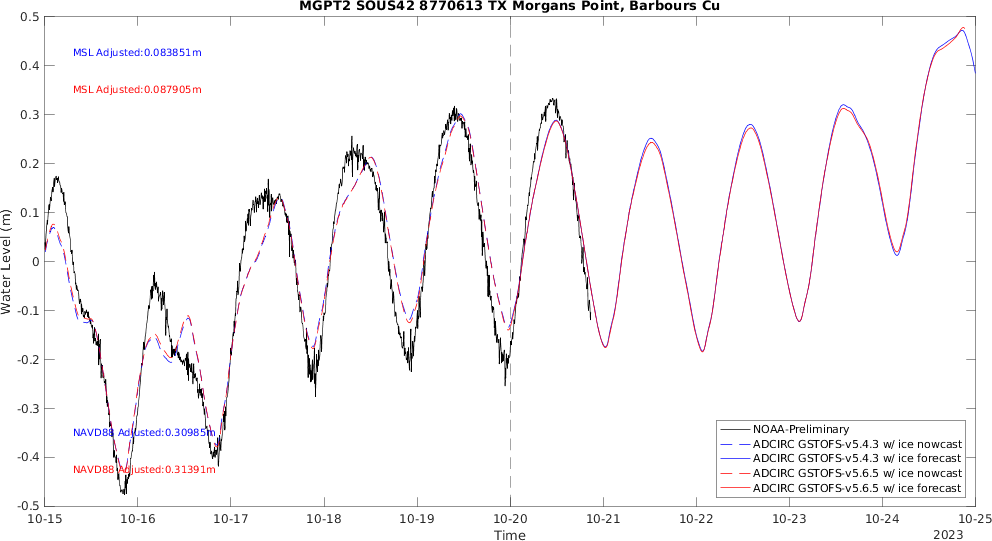 MGPT2 SOUS42 8770613 TX Morgans Point, Barbours Cu
0.5
0.4
0.3
0.2
0.1
0
-0.1
-0.2
-0.3
-0.4
-0.5
Water Level (m)
MSL Adjusted:0.083851m
MSL Adjusted:0.087905m
NAVD88 Adjusted:0.30985m
NAVD88 Adjusted:0.31391m
NOAA-Preliminary
ADCIRC GSTOFS-v5.4.3 w/ ice nowcast
ADCIRC GSTOFS-v5.4.3 w/ ice forecast
ADCIRC GSTOFS-v5.6.5 w/ ice nowcast
ADCIRC GSTOFS-v5.6.5 w/ ice forecast
10-15 10-16 10-17 10-18 10-19 10-20 10-21 10-22 10-23 10-24 10-25
Time
2023